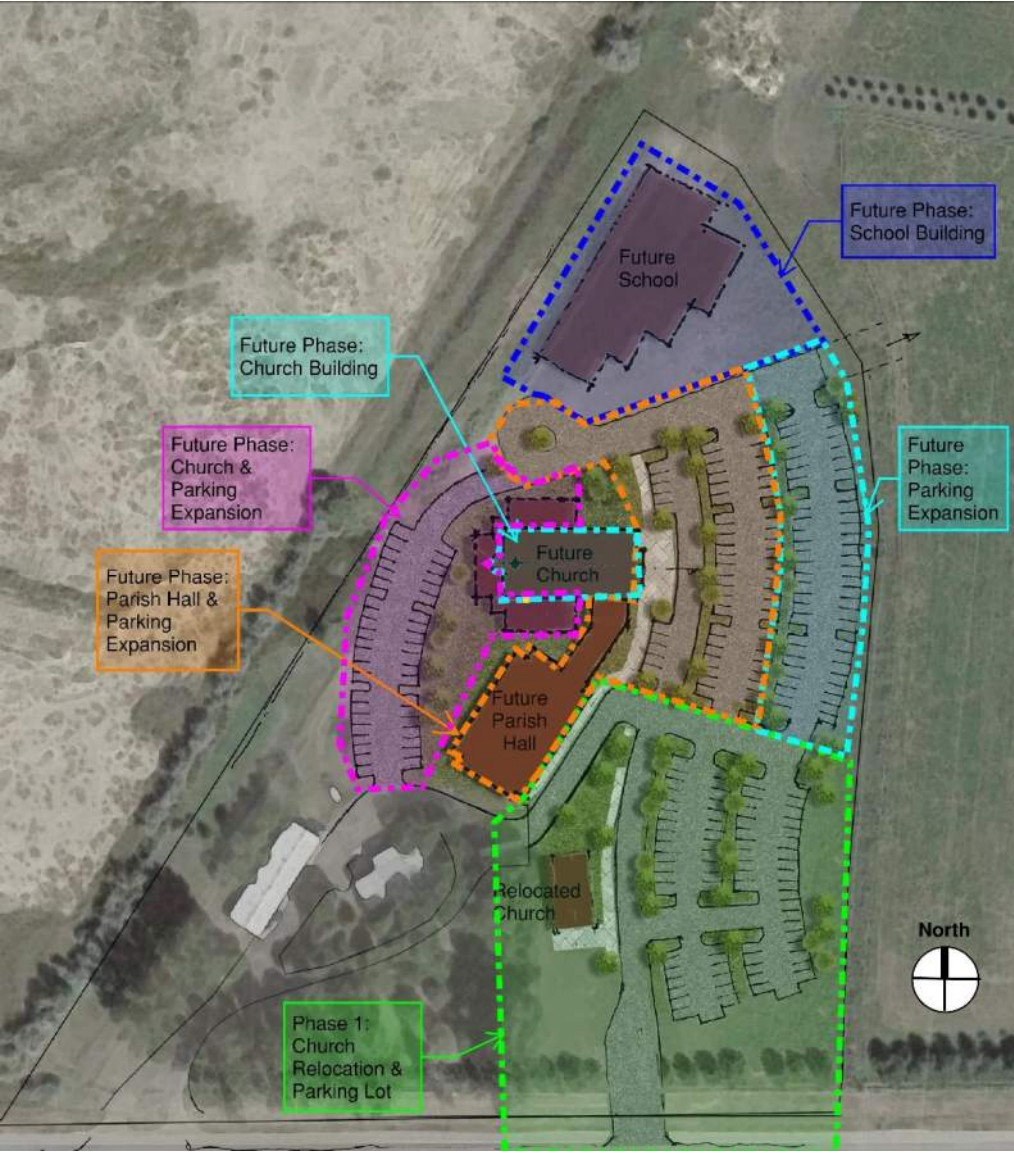 Future Phase:
School Building
Future
School
Future Phase:
Church Building
Future Phase:
Church &
Parking
Expansion
Future
Phase:
Parking
Expansion
Future
Church
Future Phase:
Parish Hall &
Parking
Expansion
Future
Parish
Hall
Relocated
Church
North
Phase 1:
Church
Relocation &
Parking Lot